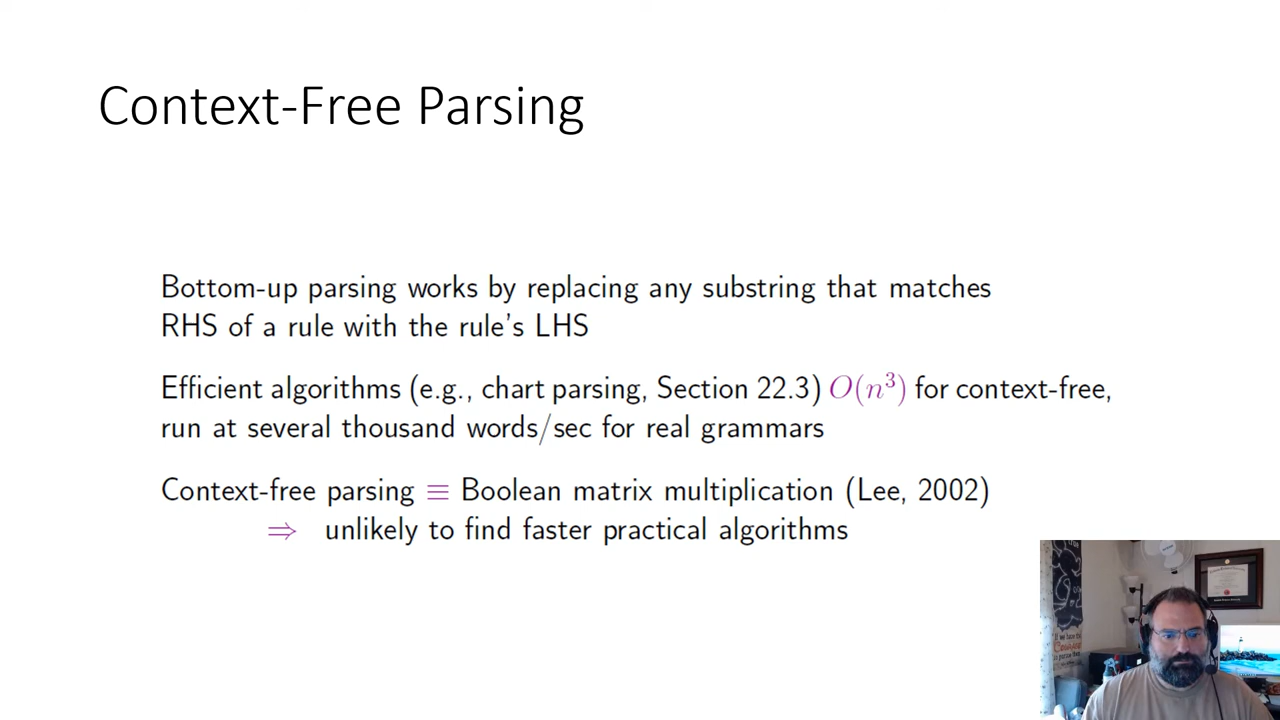 Context-Free Parsing
Bottom-up parsing works by replacing any substring that matches
RHS of a rule with the rule's LHS
Efficient algorithms (e.g., chart parsing, Section 22.3) O(n³) for context-free,
run at several thousand words/sec for real grammars
Context-free parsing ≡ Boolean matrix multiplication (Lee, 2002)
⇒ unlikely to find faster practical algorithms